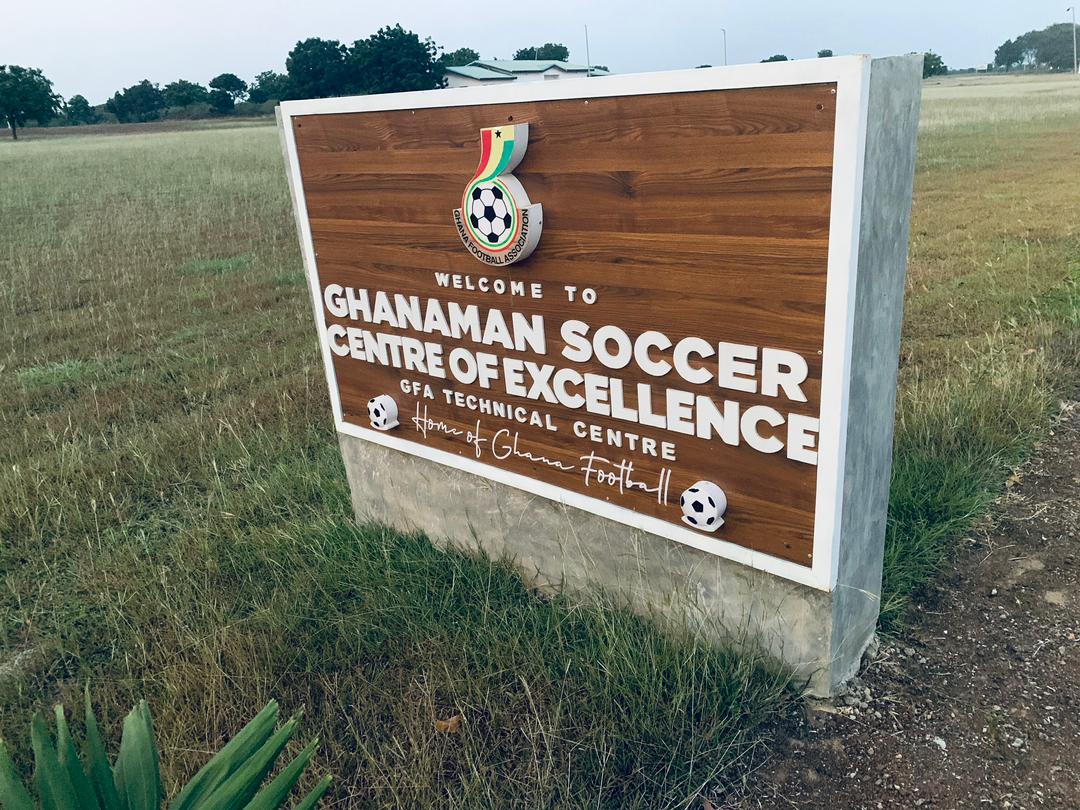 GHANA FOOTBALL ASSOCIATION
WELCOME TO
GHANAMAN SOCCER
CENTRE OF EXCELLENCE
GFA TECHNICAL CENTRE
Home of Ghana Football